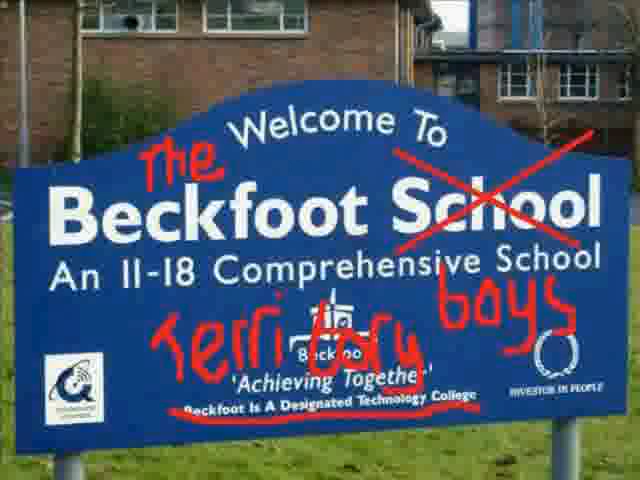 Welcome To
The
Beckfoot School
An 11-18 Comprehensive School
Territory boys
Beckfoot
'Achieving Together'
Beckfoot Is A Designated Technology College
INVESTOR IN PEOPLE